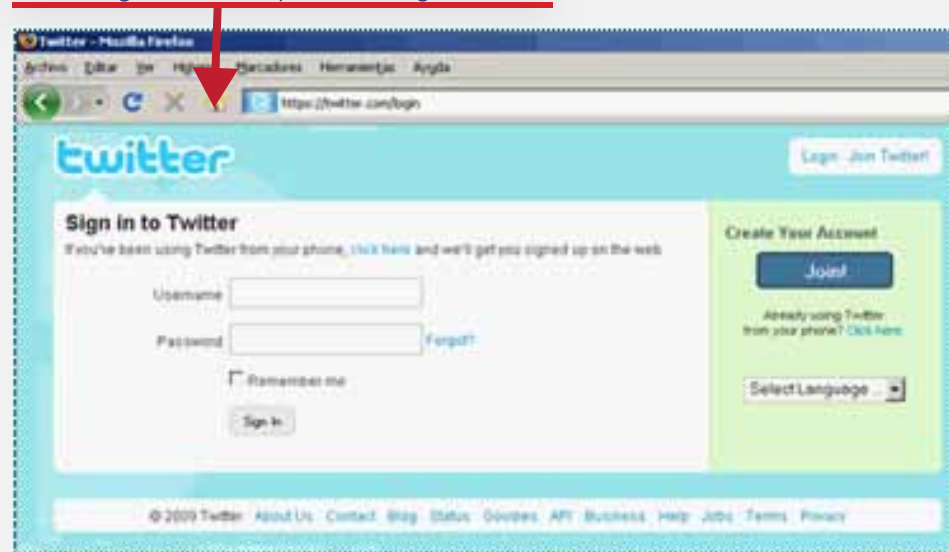 Twitter - Mozilla Firefox
Archivo Editar Ver Marcadores Herramientas Ayuda
https://twitter.com/login
twitter
Login Join Twitter!
Sign in to Twitter
If you've been using Twitter from your phone, click here and we'll get you signed up on the web
Username
Password
Forgot?
Remember me
Sign In
Create Your Account
Join!
Already using Twitter
from your phone? Click here
Select Language ...
© 2009 Twitter About Us Contact Blog Status Goodies API Business Help Jobs Terms Privacy